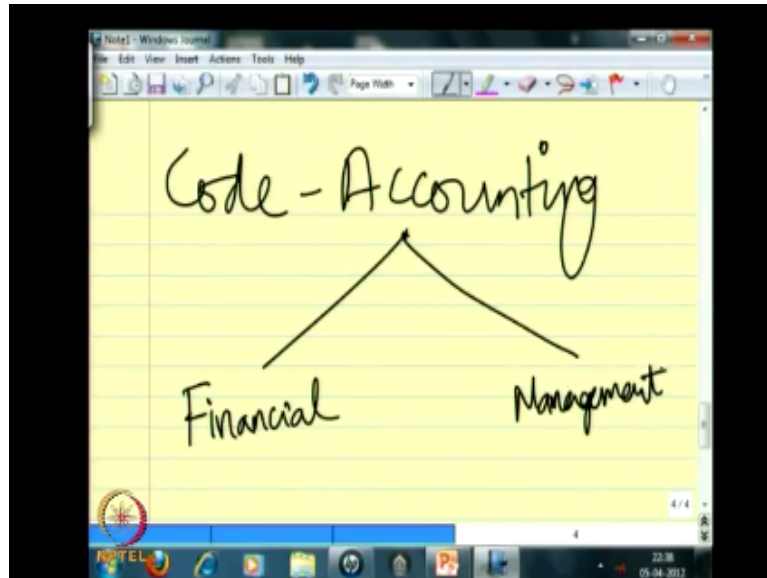 Note1 - Windows Journal
File Edit View Insert Actions Tools Help
Page Width
Code - Accounting
Financial
Management
4/4
4
NPTEL
22:38
05-04-2012